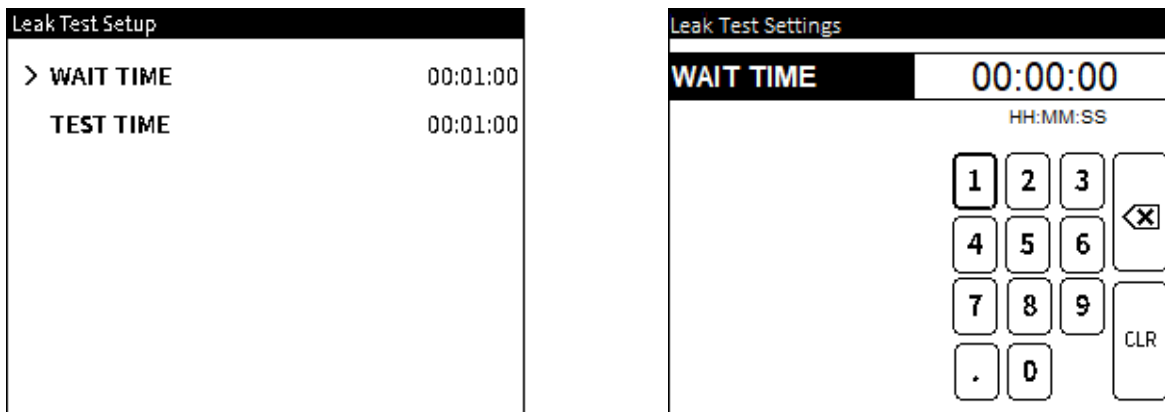 Leak Test Setup
> WAIT TIME 00:01:00
TEST TIME 00:01:00
Leak Test Settings
WAIT TIME 00:00:00
HH:MM:SS
1 2 3
4 5 6
7 8 9
CLR
. 0